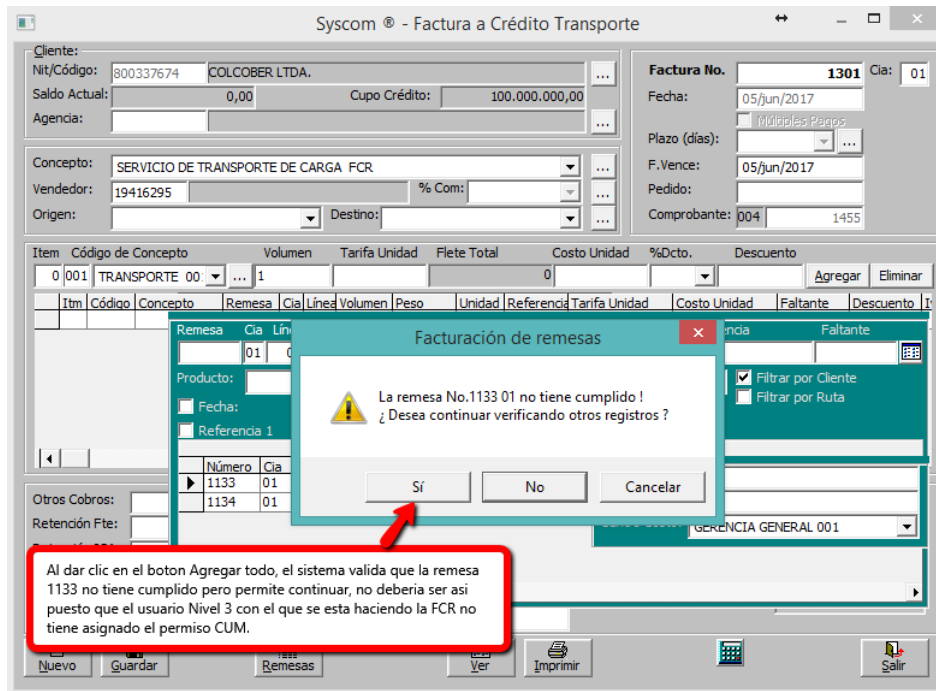 Syscom ® - Factura a Crédito Transporte
Cliente:
Nit/Código: 800337674 COLCOBER LTDA. ...
Saldo Actual: 0,00 Cupo Crédito: 100.000.000,00
Agencia: ...
Factura No. 1301 Cia: 01
Fecha: 05/jun/2017
Múltiples Pagos
Plazo (días): ...
F.Vence: 05/jun/2017
Pedido:
Comprobante: 004 1455
Concepto: SERVICIO DE TRANSPORTE DE CARGA FCR ...
Vendedor: 19416295 % Com: ...
Origen: Destino: ...
Item Código de Concepto Volumen Tarifa Unidad Flete Total Costo Unidad %Dcto. Descuento
0 001 TRANSPORTE 00 ... 1 0 Agregar Eliminar
Itm Código Concepto Remesa Cia Línea Volumen Peso Unidad Referencia Tarifa Unidad Costo Unidad Faltante Descuento
Remesa Cia Lín encia Faltante
01 0
Producto: Filtrar por Cliente
Fecha: Filtrar por Ruta
Referencia 1
Número Cia
1133 01
1134 01
GERENCIA GENERAL 001
Facturación de remesas
La remesa No.1133 01 no tiene cumplido !
¿ Desea continuar verificando otros registros ?
Sí No Cancelar
Otros Cobros:
Retención Fte:
Al dar clic en el boton Agregar todo, el sistema valida que la remesa
1133 no tiene cumplido pero permite continuar, no deberia ser asi
puesto que el usuario Nivel 3 con el que se esta haciendo la FCR no
tiene asignado el permiso CUM.
Nuevo Guardar Remesas Ver Imprimir Salir